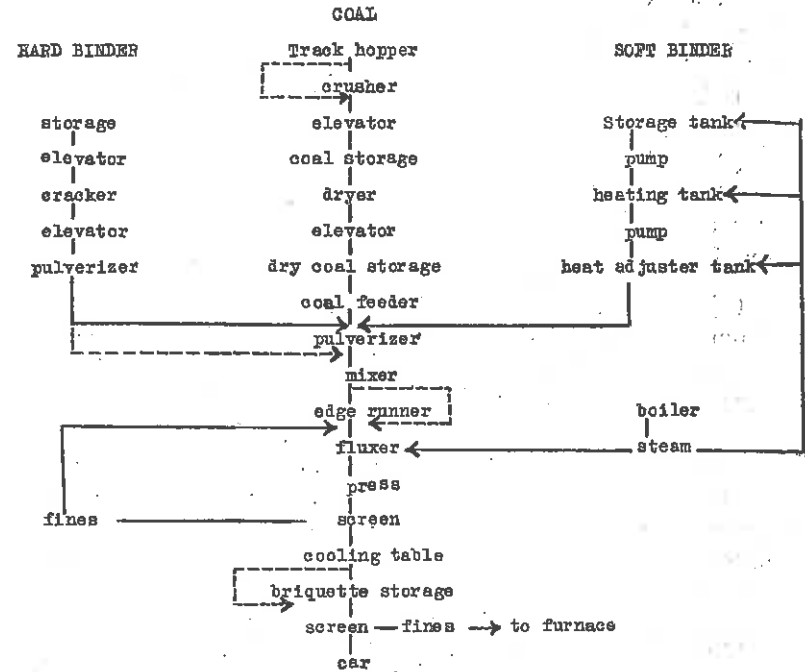 COAL
HARD BINDER Track hopper SOFT BINDER
crusher
storage elevator Storage tank
elevator coal storage pump
cracker dryer heating tank
elevator elevator pump
pulverizer dry coal storage heat adjuster tank
coal feeder
pulverizer
mixer
edge runner boiler
fluxer steam
press
fines screen
cooling table
briquette storage
screen fines to furnace
car